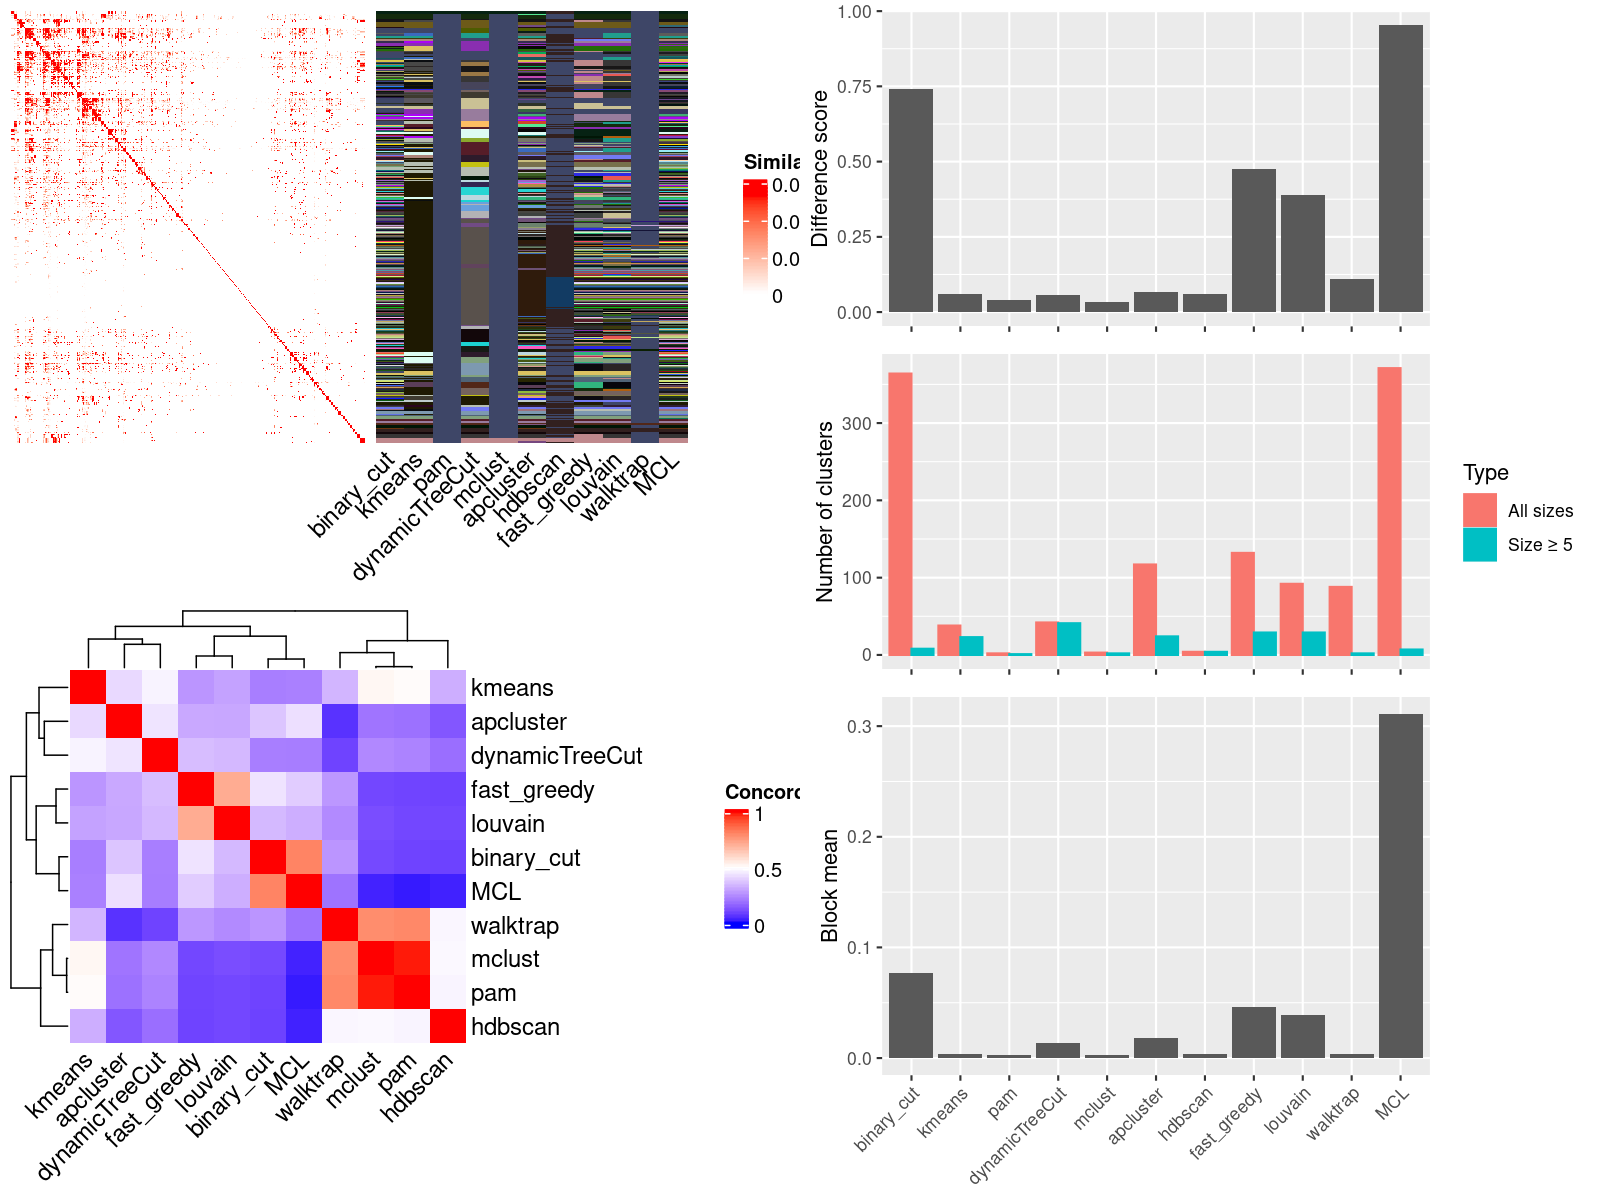 Simila
0.0
0.0
0.0
0
binary_cut
kmeans
pam
dynamicTreeCut
mclust
apcluster
hdbscan
fast_greedy
louvain
walktrap
MCL
kmeans
apcluster
dynamicTreeCut
fast_greedy
louvain
binary_cut
MCL
walktrap
mclust
pam
hdbscan
kmeans
apcluster
dynamicTreeCut
fast_greedy
louvain
binary_cut
MCL
walktrap
mclust
pam
hdbscan
Concord
1
0.5
0
Difference score
1.00
0.75
0.50
0.25
0.00
Number of clusters
300
200
100
0
Type
All sizes
Size ≥ 5
Block mean
0.3
0.2
0.1
0.0
binary_cut
kmeans
pam
dynamicTreeCut
mclust
apcluster
hdbscan
fast_greedy
louvain
walktrap
MCL